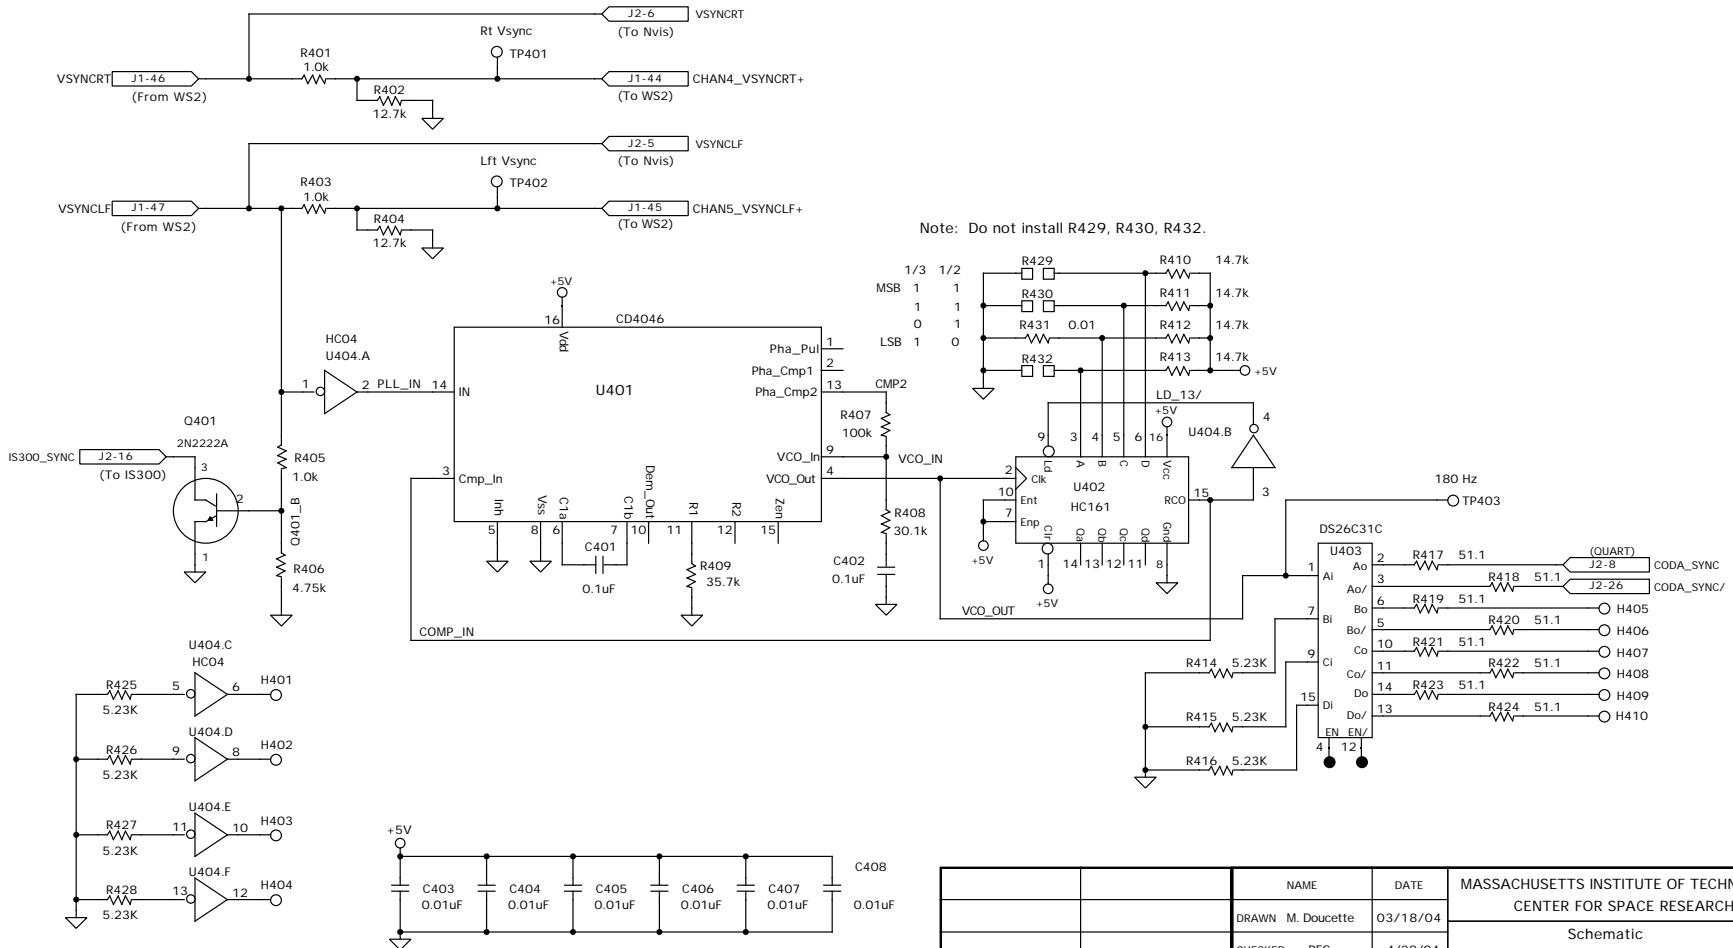 J2-6 VSYNCRT
(To Nvis)
Rt Vsync
TP401
R401
1.0k
VSYNCRT J1-46
(From WS2)
J1-44 CHAN4_VSYNCRT+
(To WS2)
R402
12.7k
J2-5 VSYNCLF
(To Nvis)
Lft Vsync
TP402
R403
1.0k
VSYNCLF J1-47
(From WS2)
J1-45 CHAN5_VSYNCLF+
(To WS2)
R404
12.7k
Note: Do not install R429, R430, R432.
1/3 1/2
MSB 1 1
1 1
0 1
LSB 1 0
R429 R410 14.7k
R430 R411 14.7k
R431 0.01 R412 14.7k
R432 R413 14.7k
+5V
HC04
U404.A
1 2 PLL_IN 14
+5V
16 CD4046
Vdd
U401
IN
Cmp_In
3
Pha_Pul 1
Pha_Cmp1 2
Pha_Cmp2 13 CMP2
VCO_In 9 VCO_IN
VCO_Out 4
Inh
Vss
C1a
C1b
Dem_Out
R1
R2
Zen
5 8 6 7 10 11 12 15
C401
0.1uF
R409
35.7k
R407
100k
R408
30.1k
C402
0.1uF
COMP_IN
VCO_OUT
Q401
2N2222A
IS300_SYNC J2-16
(To IS300)
3
2
1
Q401_B
R405
1.0k
R406
4.75k
LD_13/
+5V
U404.B
4
3
9 3 4 5 6 16
Ld A B C D Vcc
2 Clk
10 Ent
7 Enp
U402
HC161
RCO 15
Clr Qa Qb Qc Qd Gnd
1 14 13 12 11 8
+5V
+5V
180 Hz
TP403
DS26C31C
U403
1 Ai
7 Bi
9 Ci
15 Di
Ao 2 R417 51.1 (QUART) J2-8 CODA_SYNC
Ao/ 3 R418 51.1 J2-26 CODA_SYNC/
Bo 6 R419 51.1 H405
Bo/ 5 R420 51.1 H406
Co 10 R421 51.1 H407
Co/ 11 R422 51.1 H408
Do 14 R423 51.1 H409
Do/ 13 R424 51.1 H410
EN EN/
4 12
R414 5.23K
R415 5.23K
R416 5.23K
U404.C
HC04
R425 5 6 H401
5.23K
U404.D
R426 9 8 H402
5.23K
U404.E
R427 11 10 H403
5.23K
U404.F
R428 13 12 H404
5.23K
+5V
C403 C404 C405 C406 C407 C408
0.01uF 0.01uF 0.01uF 0.01uF 0.01uF 0.01uF
NAME DATE
DRAWN M. Doucette 03/18/04
MASSACHUSETTS INSTITUTE OF TECHN
CENTER FOR SPACE RESEARCH
Schematic